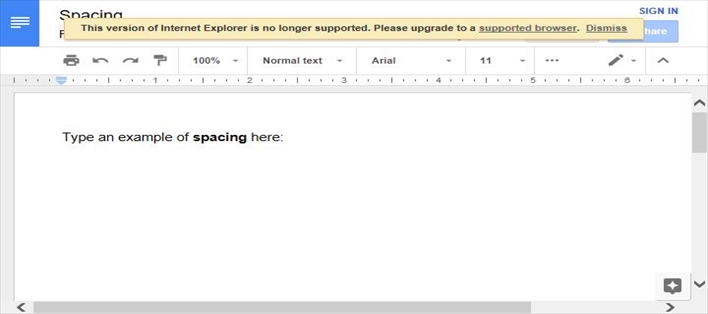 Spacing
SIGN IN
This version of Internet Explorer is no longer supported. Please upgrade to a supported browser. Dismiss
100% Normal text Arial 11 ...
1 2 3 4 5 6
Type an example of spacing here: